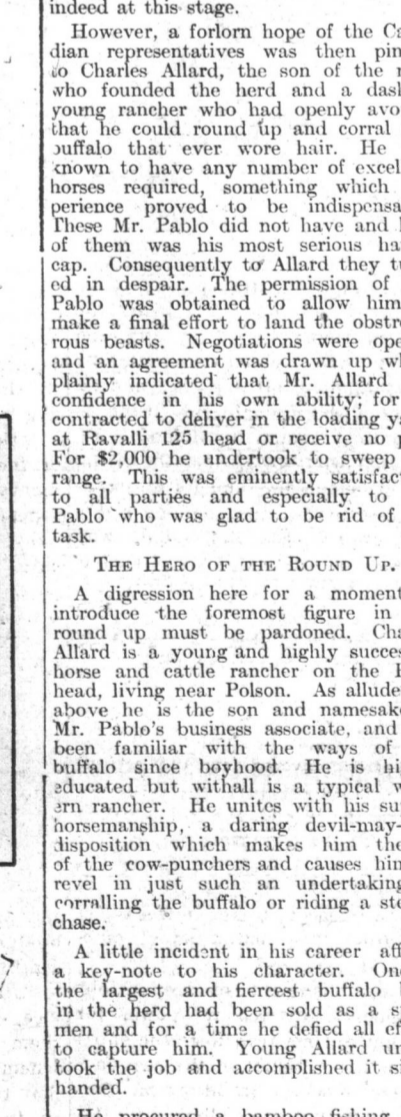 indeed at this stage.
However, a forlorn hope of the Ca
dian representatives was then pin
to Charles Allard, the son of the
who founded the herd and a dash
young rancher who had openly avo
that he could round up and corral
buffalo that ever wore hair. He
known to have any number of excel
horses required, something which
perience proved to be indispensa
These Mr. Pablo did not have and
of them was his most serious ha
cap. Consequently to Allard they t
ed in despair. The permission of
Pablo was obtained to allow him
make a final effort to land the obstre
rous beasts. Negotiations were ope
and an agreement was drawn up wh
plainly indicated that Mr. Allard
confidence in his own ability; for
contracted to deliver in the loading ya
at Ravalli 125 head or receive no p
For $2,000 he undertook to sweep
range. This was eminently satisfac
to all parties and especially to
Pablo who was glad to be rid of
task.
THE HERO OF THE ROUND UP.
A digression here for a moment
introduce the foremost figure in
round up must be pardoned. Cha
Allard is a young and highly succes
horse and cattle rancher on the
head, living near Polson. As allude
above he is the son and namesake
Mr. Pablo's business associate, and
been familiar with the ways of
buffalo since boyhood. He is hi
educated but withall is a typical w
ern rancher. He unites with his su
horsemanship, a daring devil-may-
disposition which makes him the
of the cow-punchers and causes him
revel in just such an undertaking
corralling the buffalo or riding a ste
chase.
A little incident in his career aff
a key-note to his character. One
the largest and fiercest buffalo
in the herd had been sold as a s
men and for a time he defied all ef
to capture him. Young Allard un
took the job and accomplished it si
handed.
He procured a bamboo fishing